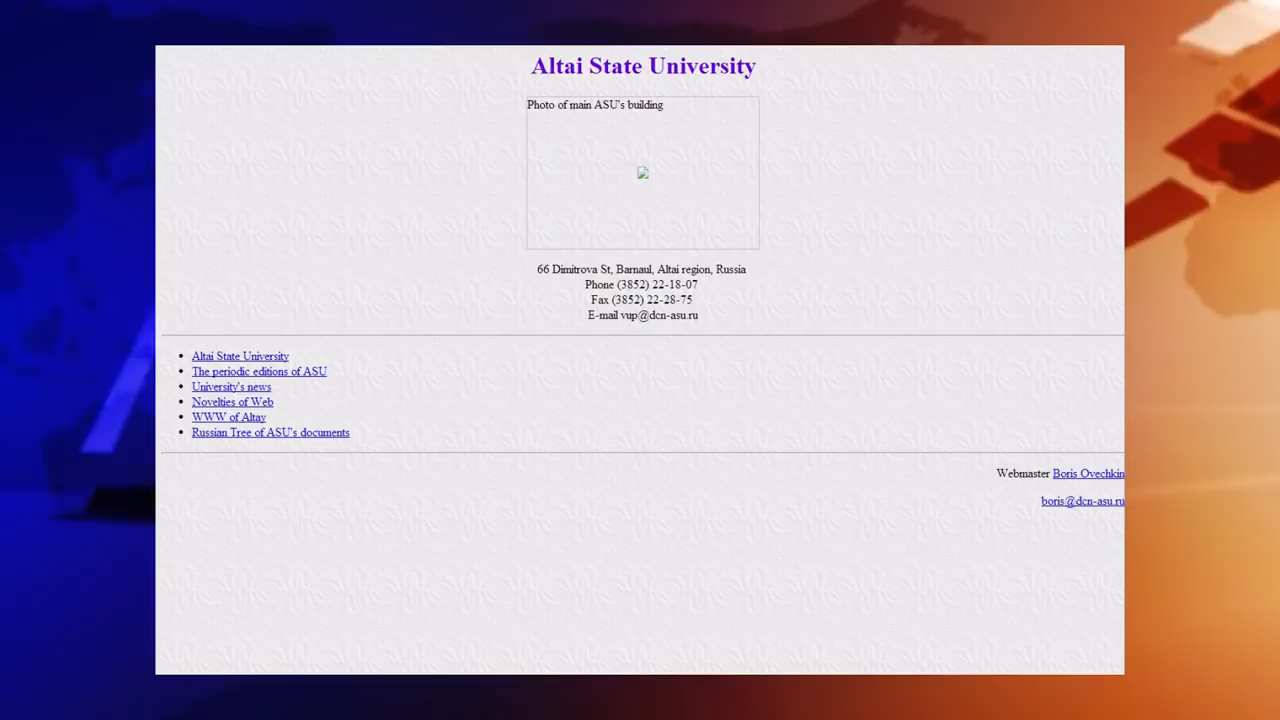 Altai State University
Photo of main ASU's building
66 Dimitrova St, Barnaul, Altai region, Russia
Phone (3852) 22-18-07
Fax (3852) 22-28-75
E-mail vup@dcn-asu.ru
Altai State University
The periodic editions of ASU
University's news
Novelties of Web
WWW of Altay
Russian Tree of ASU's documents
Webmaster Boris Ovechkin
boris@dcn-asu.ru